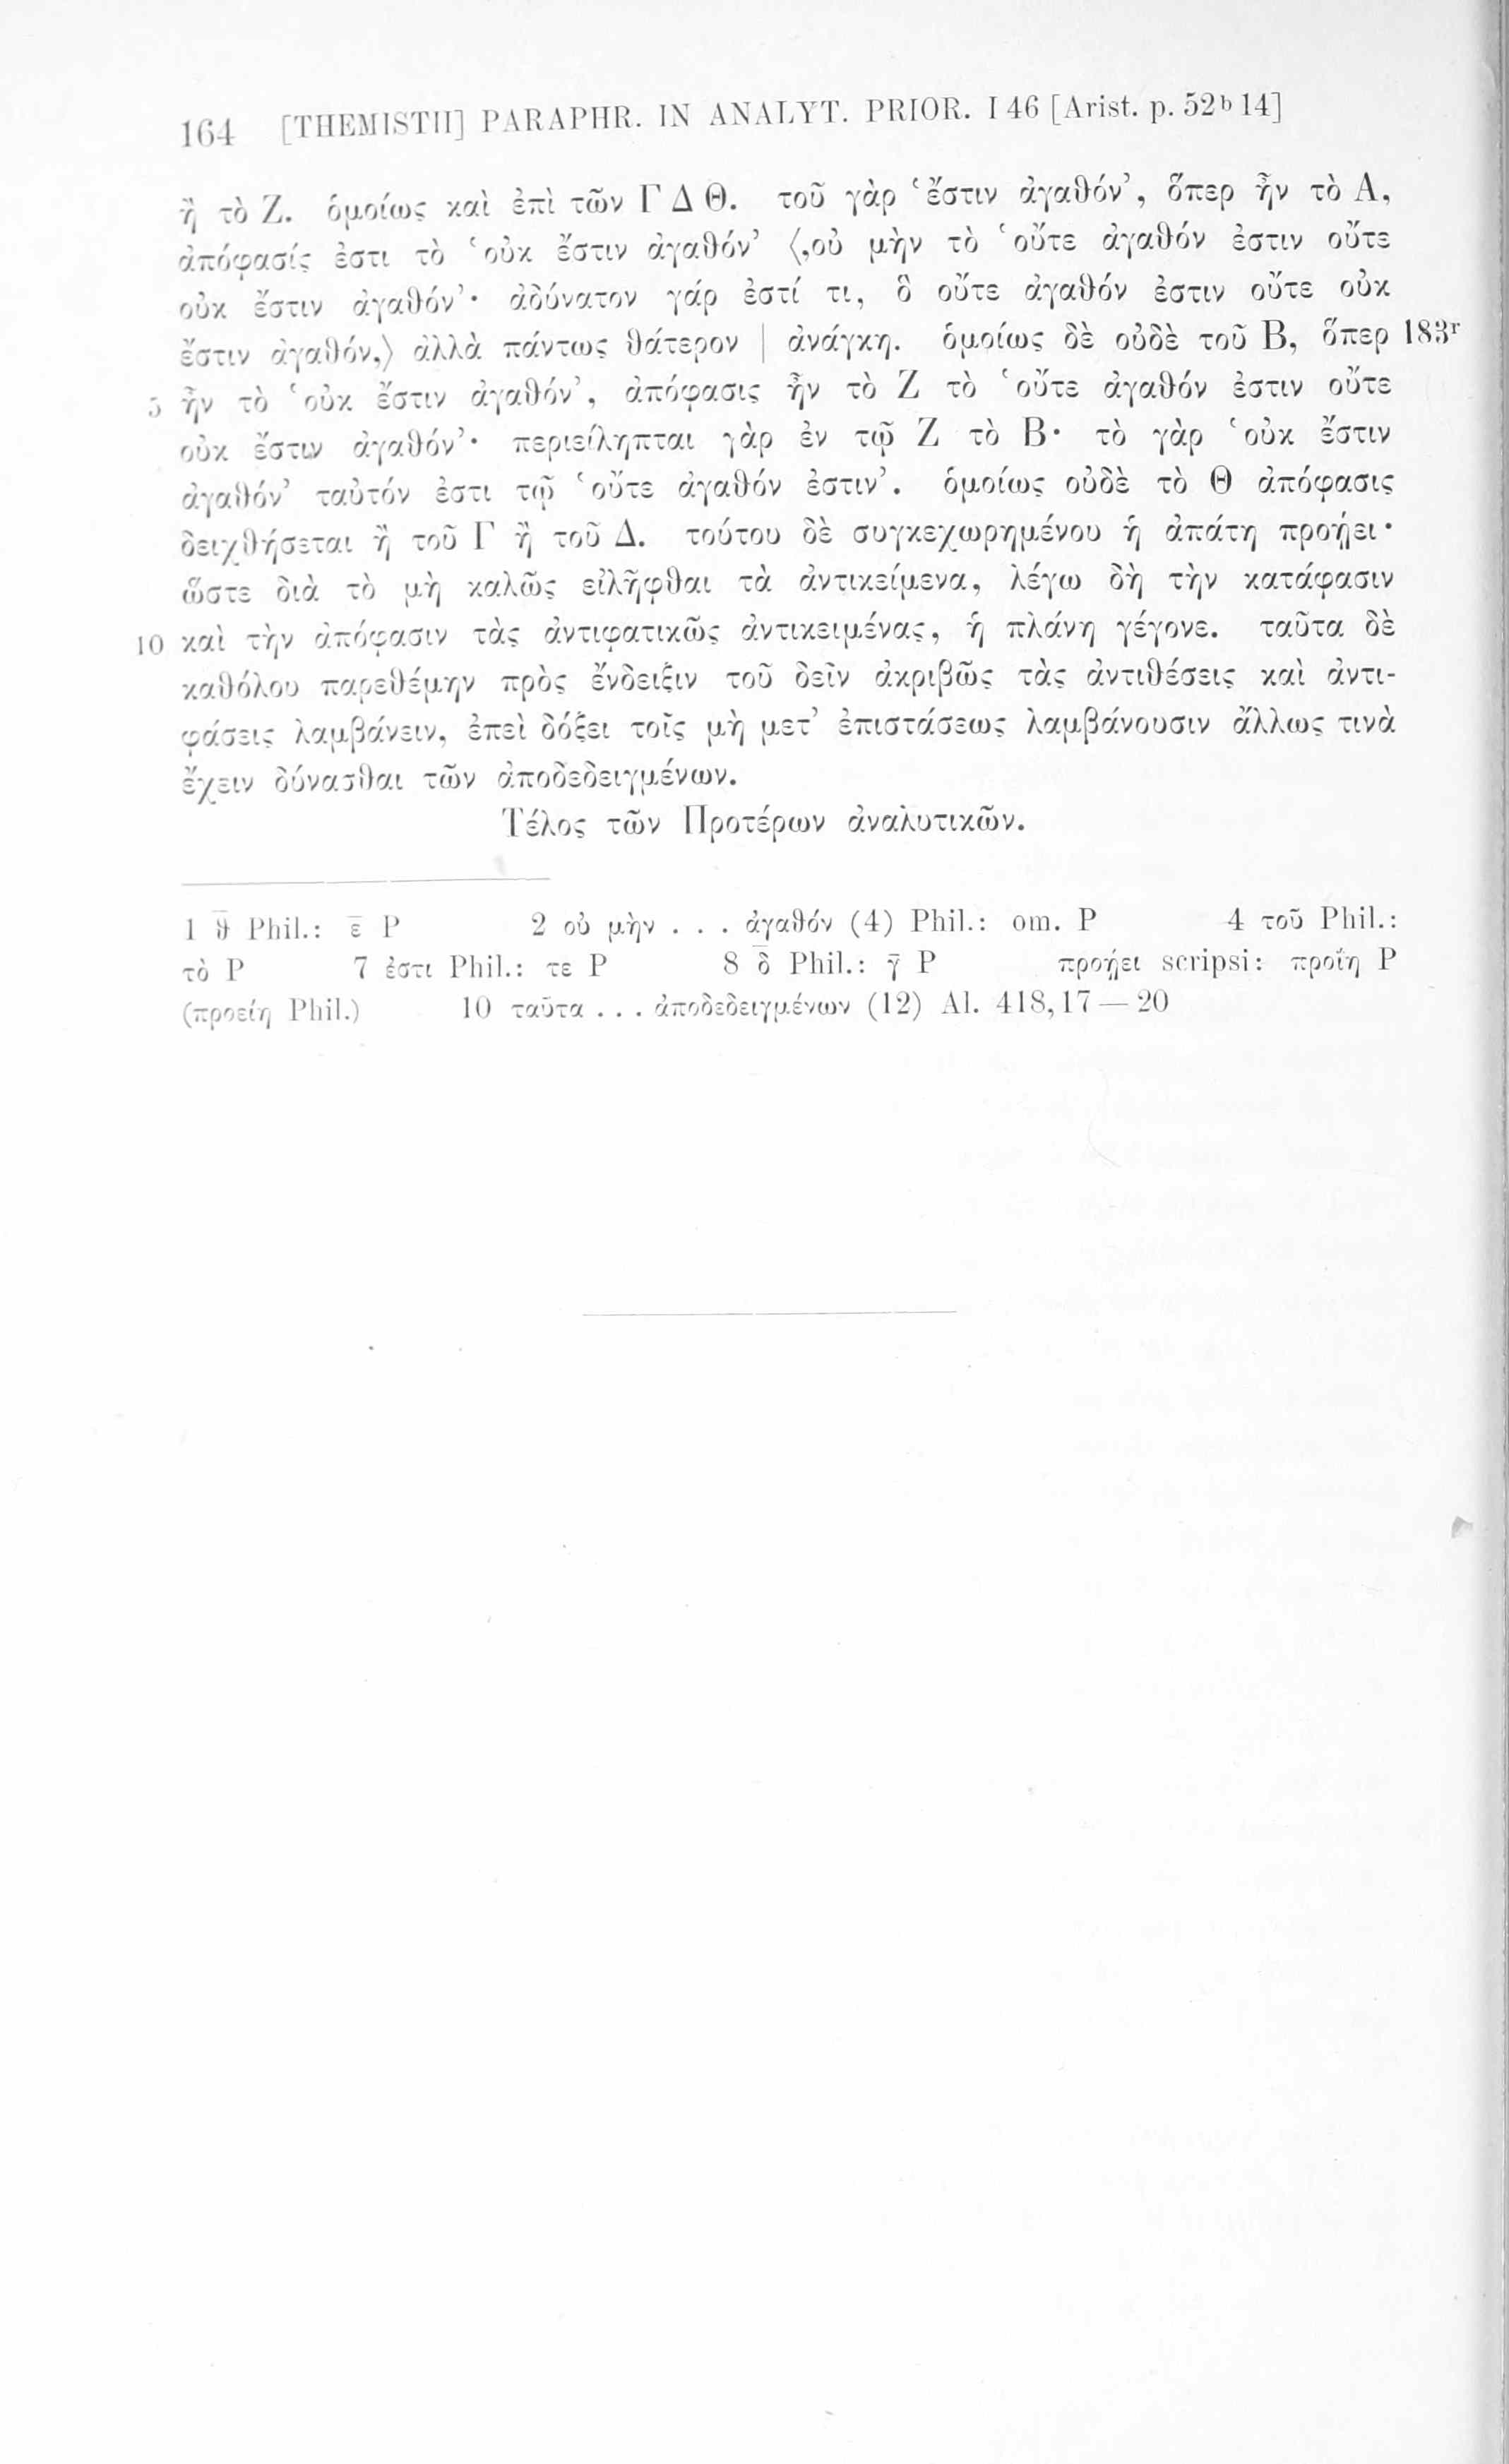 164 [THEMISTII] PARAPHR. IN ANALYT. PRIOR. I 46 [Arist. p. 52ᵇ 14]
ἢ τὸ Ζ. ὁμοίως καὶ ἐπὶ τῶν Γ Δ Θ. τοῦ γὰρ ‘ἔστιν ἀγαθόν’, ὅπερ ἦν τὸ Α,
ἀπόφασίς ἐστι τὸ ‘οὐκ ἔστιν ἀγαθόν’ ⟨,οὐ μὴν τὸ ‘οὔτε ἀγαθόν ἐστιν οὔτε
οὐκ ἔστιν ἀγαθόν’· ἀδύνατον γάρ ἐστί τι, ὃ οὔτε ἀγαθόν ἐστιν οὔτε οὐκ
ἔστιν ἀγαθόν,⟩ ἀλλὰ πάντως θάτερον | ἀνάγκη. ὁμοίως δὲ οὐδὲ τοῦ Β, ὅπερ 183ʳ
5 ἦν τὸ ‘οὐκ ἔστιν ἀγαθόν’, ἀπόφασις ἦν τὸ Ζ τὸ ‘οὔτε ἀγαθόν ἐστιν οὔτε
οὐκ ἔστιν ἀγαθόν’· περιείληπται γὰρ ἐν τῷ Ζ τὸ Β· τὸ γὰρ ‘οὐκ ἔστιν
ἀγαθόν’ ταὐτόν ἐστι τῷ ‘οὔτε ἀγαθόν ἐστιν’. ὁμοίως οὐδὲ τὸ Θ ἀπόφασις
δειχθήσεται ἢ τοῦ Γ ἢ τοῦ Δ. τούτου δὲ συγκεχωρημένου ἡ ἀπάτη προῄει·
ὥστε διὰ τὸ μὴ καλῶς εἰλῆφθαι τὰ ἀντικείμενα, λέγω δὴ τὴν κατάφασιν
10 καὶ τὴν ἀπόφασιν τὰς ἀντιφατικῶς ἀντικειμένας, ἡ πλάνη γέγονε. ταῦτα δὲ
καθόλου παρεθέμην πρὸς ἔνδειξιν τοῦ δεῖν ἀκριβῶς τὰς ἀντιθέσεις καὶ ἀντι-
φάσεις λαμβάνειν, ἐπεὶ δόξει τοῖς μὴ μετ’ ἐπιστάσεως λαμβάνουσιν ἄλλως τινὰ
ἔχειν δύνασθαι τῶν ἀποδεδειγμένων.
Τέλος τῶν Προτέρων ἀναλυτικῶν.
1 θ̅ Phil.: ε̅ P 2 οὐ μὴν . . . ἀγαθόν (4) Phil.: om. P 4 τοῦ Phil.:
τὸ P 7 ἐστι Phil.: τε P 8 δ̅ Phil.: γ̅ P προῄει scripsi: προΐη P
(προείη Phil.) 10 ταῦτα . . . ἀποδεδειγμένων (12) Al. 418,17 — 20